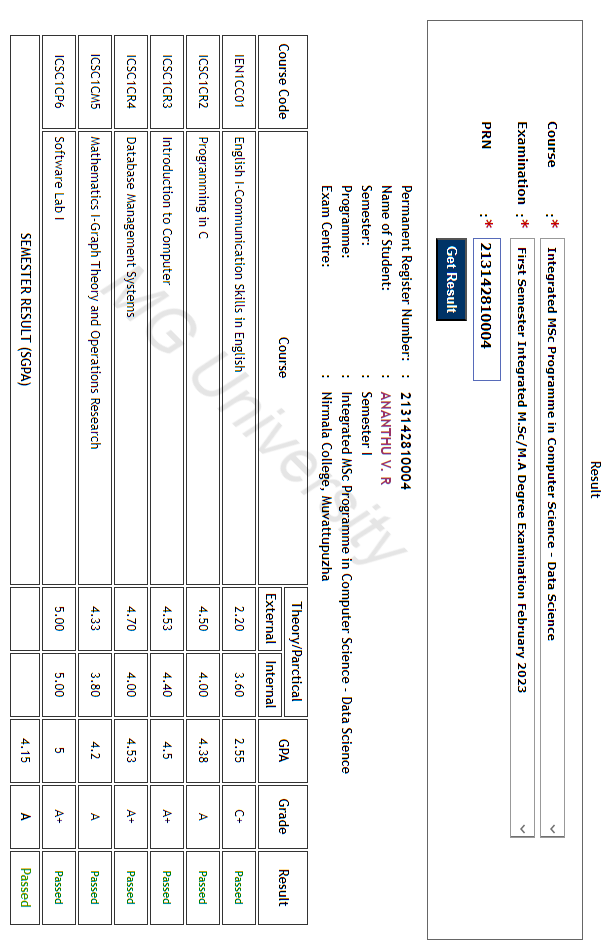 Result
Course : * Integrated MSc Programme in Computer Science - Data Science
Examination : * First Semester Integrated M.Sc/M.A Degree Examination February 2023
PRN : * 213142810004
Get Result
Permanent Register Number: : 213142810004
Name of Student: : ANANTHU V. R
Semester: : Semester I
Programme: : Integrated MSc Programme in Computer Science - Data Science
Exam Centre: : Nirmala College, Muvattupuzha
Course Code Course Theory/Parctical GPA Grade Result
External Internal
IEN1CC01 English I-Communication Skills in English 2.20 3.60 2.55 C+ Passed
ICSC1CR2 Programming in C 4.50 4.00 4.38 A Passed
ICSC1CR3 Introduction to Computer 4.53 4.40 4.5 A+ Passed
ICSC1CR4 Database Management Systems 4.70 4.00 4.53 A+ Passed
ICSC1CM5 Mathematics I-Graph Theory and Operations Research 4.33 3.80 4.2 A Passed
ICSC1CP6 Software Lab I 5.00 5.00 5 A+ Passed
SEMESTER RESULT (SGPA) 4.15 A Passed
MG University